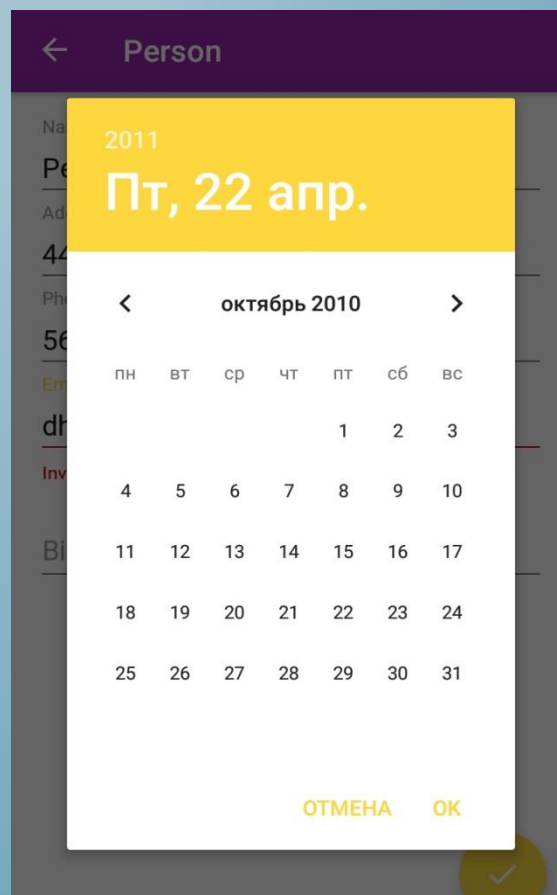 Person
2011
Пт, 22 апр.
октябрь 2010
пн вт ср чт пт сб вс
1 2 3
4 5 6 7 8 9 10
11 12 13 14 15 16 17
18 19 20 21 22 23 24
25 26 27 28 29 30 31
ОТМЕНА OK